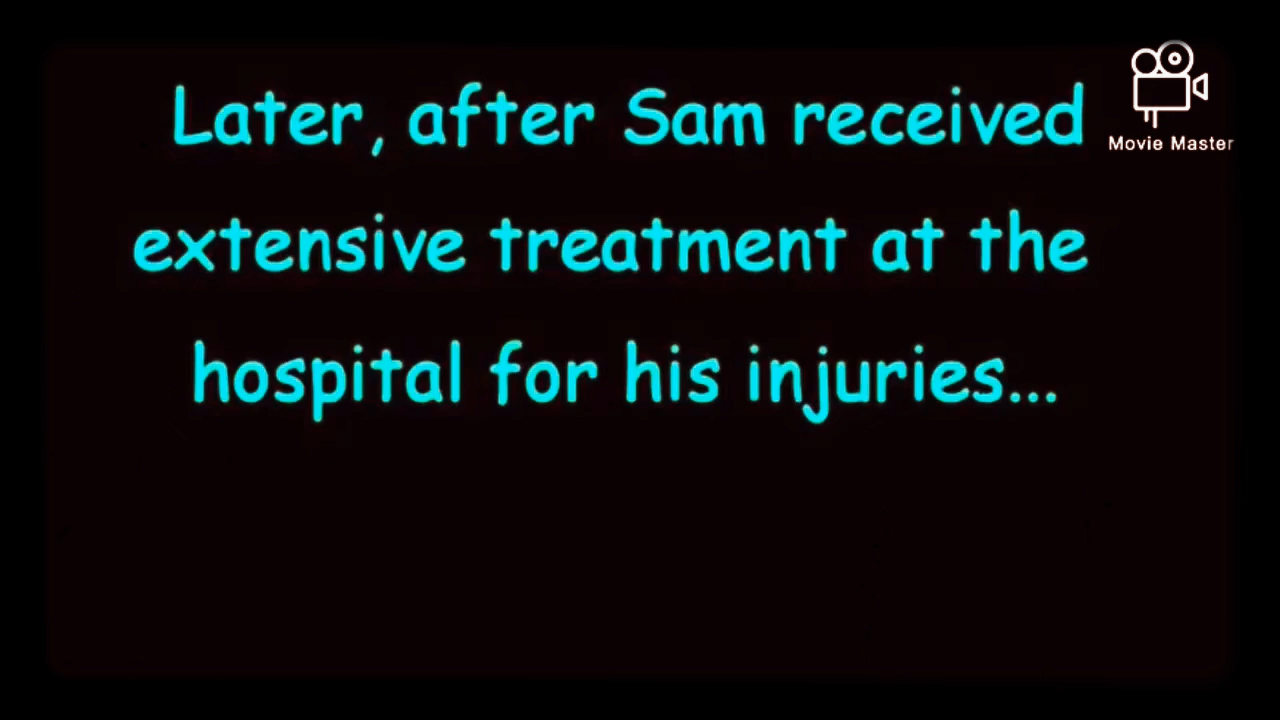 Later, after Sam received
extensive treatment at the
hospital for his injuries...
Movie Master